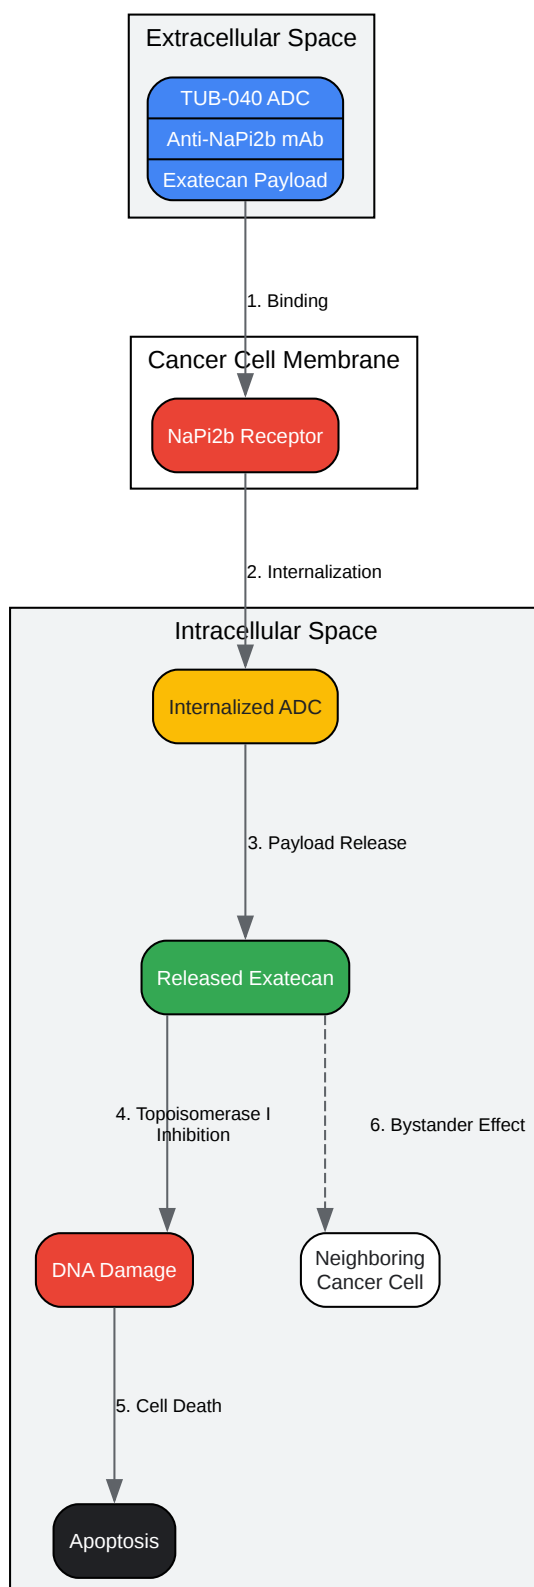 Extracellular Space
TUB-040 ADC
Anti-NaPi2b mAb
Exatecan Payload
1. Binding
Cancer Cell Membrane
NaPi2b Receptor
2. Internalization
Intracellular Space
Internalized ADC
3. Payload Release
Released Exatecan
4. Topoisomerase I
Inhibition
6. Bystander Effect
DNA Damage
Neighboring
Cancer Cell
5. Cell Death
Apoptosis